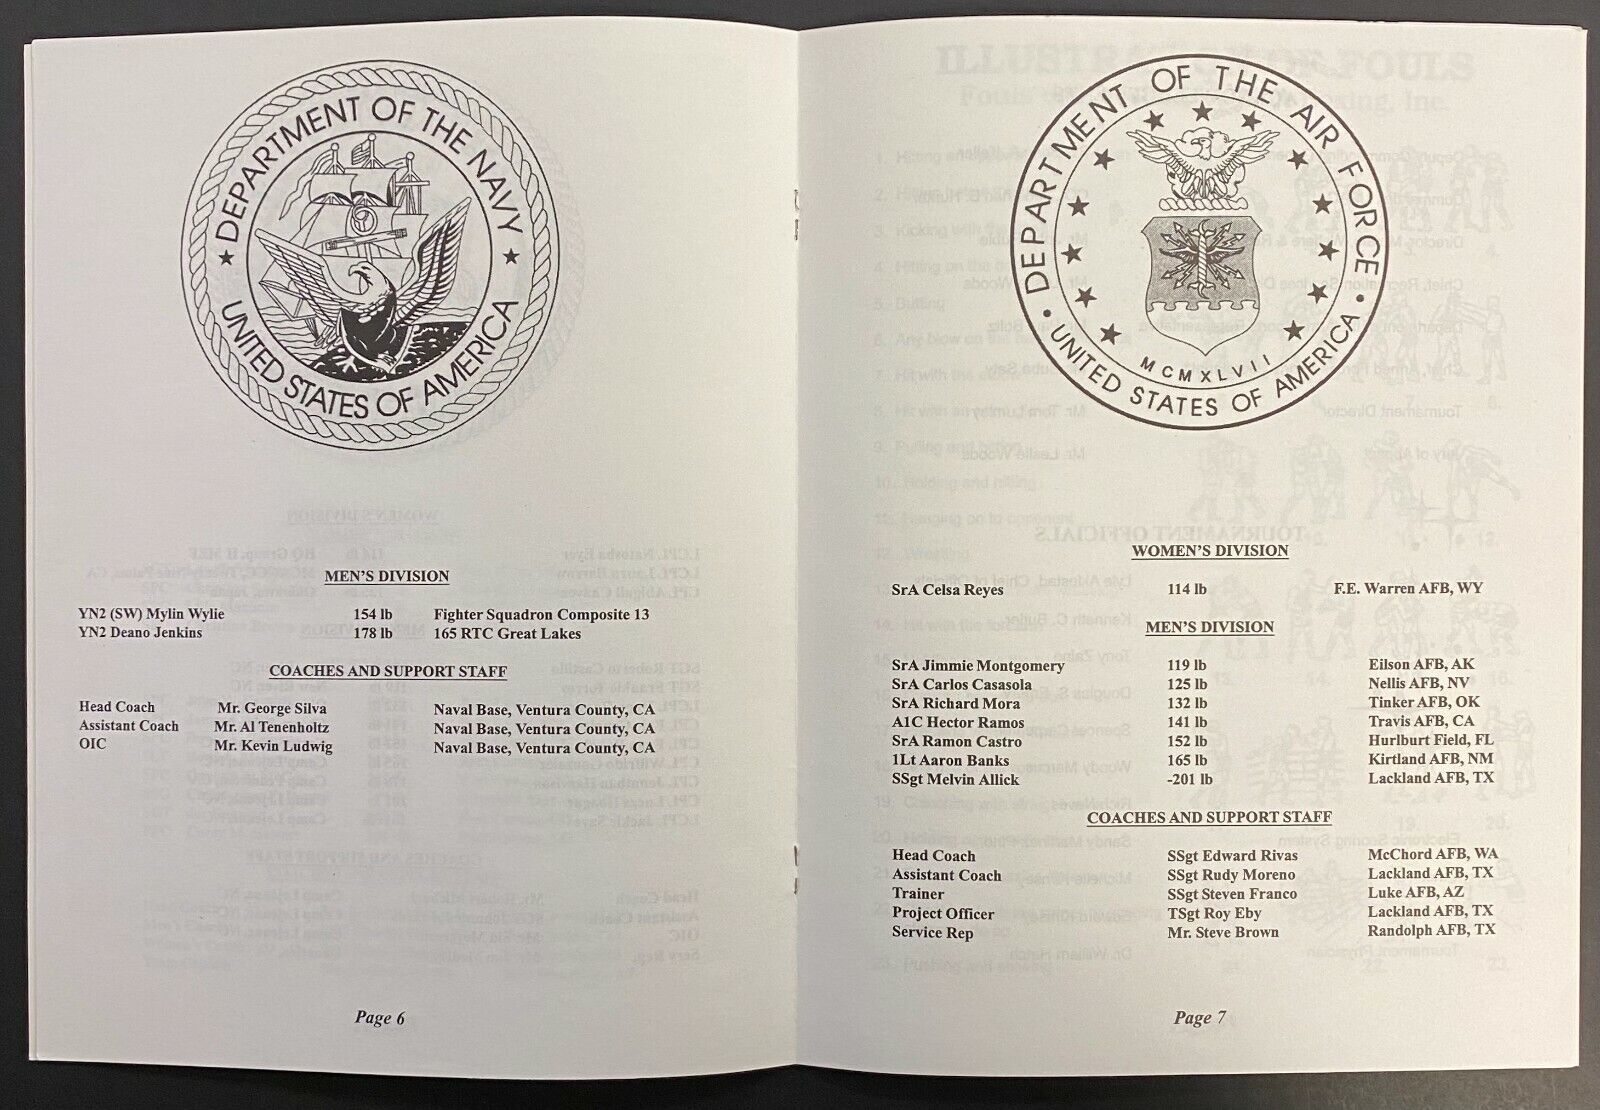 DEPARTMENT OF THE NAVY
UNITED STATES OF AMERICA
MEN'S DIVISION
YN2 (SW) Mylin Wylie 154 lb Fighter Squadron Composite 13
YN2 Deano Jenkins 178 lb 165 RTC Great Lakes
COACHES AND SUPPORT STAFF
Head Coach Mr. George Silva Naval Base, Ventura County, CA
Assistant Coach Mr. Al Tenenholtz Naval Base, Ventura County, CA
OIC Mr. Kevin Ludwig Naval Base, Ventura County, CA
Page 6
DEPARTMENT OF THE AIR FORCE
MCMXLVII
UNITED STATES OF AMERICA
WOMEN'S DIVISION
SrA Celsa Reyes 114 lb F.E. Warren AFB, WY
MEN'S DIVISION
SrA Jimmie Montgomery 119 lb Eilson AFB, AK
SrA Carlos Casasola 125 lb Nellis AFB, NV
SrA Richard Mora 132 lb Tinker AFB, OK
A1C Hector Ramos 141 lb Travis AFB, CA
SrA Ramon Castro 152 lb Hurlburt Field, FL
1Lt Aaron Banks 165 lb Kirtland AFB, NM
SSgt Melvin Allick -201 lb Lackland AFB, TX
COACHES AND SUPPORT STAFF
Head Coach SSgt Edward Rivas McChord AFB, WA
Assistant Coach SSgt Rudy Moreno Lackland AFB, TX
Trainer SSgt Steven Franco Luke AFB, AZ
Project Officer TSgt Roy Eby Lackland AFB, TX
Service Rep Mr. Steve Brown Randolph AFB, TX
Page 7